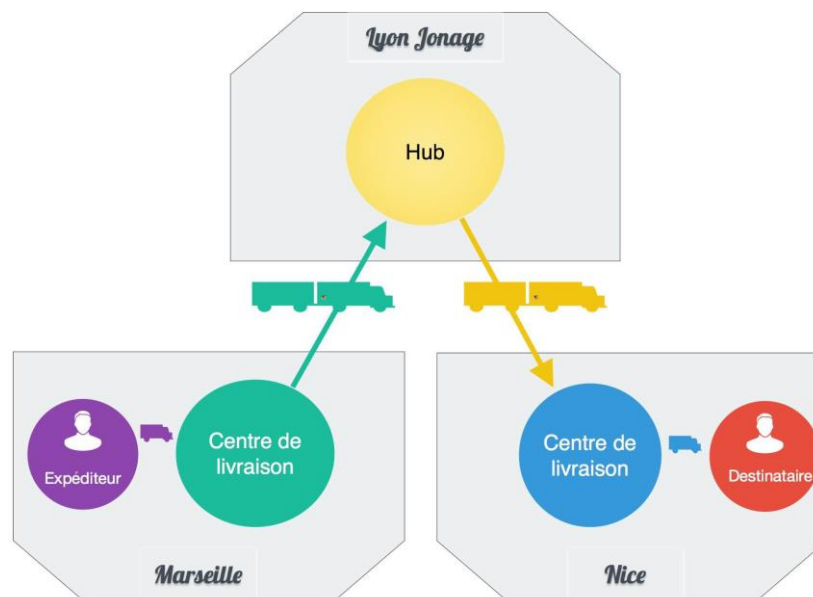 Lyon Jonage
Hub
Centre de
livraison
Expéditeur
Marseille
Centre de
livraison
Destinataire
Nice